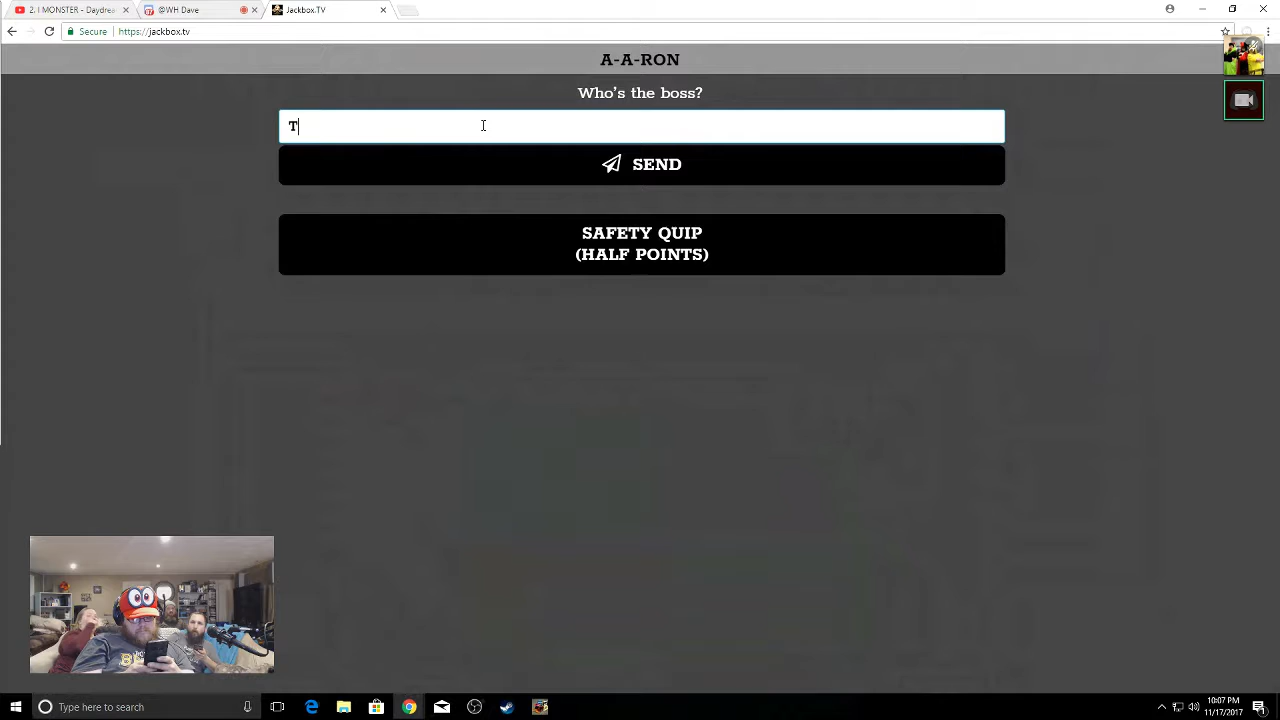 2. I MONSTER - Daydrea
@WH Dave
Jackbox.TV
Secure
https://jackbox.tv
A-A-RON
Who's the boss?
T
SEND
SAFETY QUIP
(HALF POINTS)
Type here to search
10:07 PM
11/17/2017